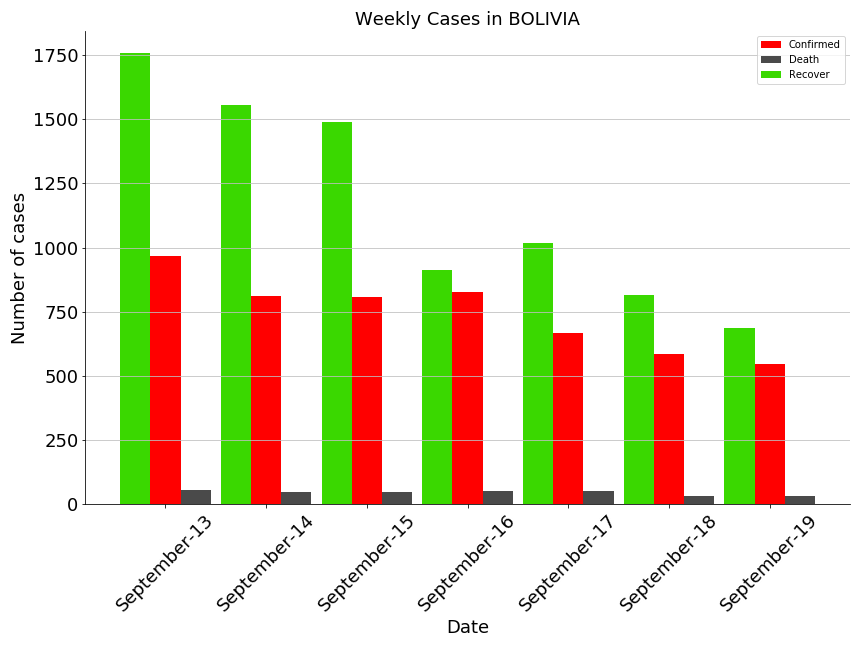 Weekly Cases in BOLIVIA
Confirmed
Death
Recover
Number of cases
1750
1500
1250
1000
750
500
250
0
September-13
September-14
September-15
September-16
September-17
September-18
September-19
Date